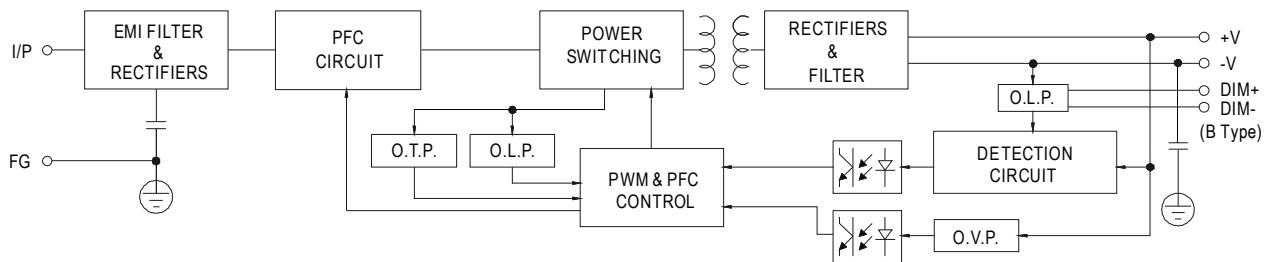 I/P
EMI FILTER
&
RECTIFIERS
PFC
CIRCUIT
POWER
SWITCHING
RECTIFIERS
&
FILTER
+V
-V
DIM+
DIM-
(B Type)
O.L.P.
FG
O.T.P.
O.L.P.
PWM & PFC
CONTROL
DETECTION
CIRCUIT
O.V.P.